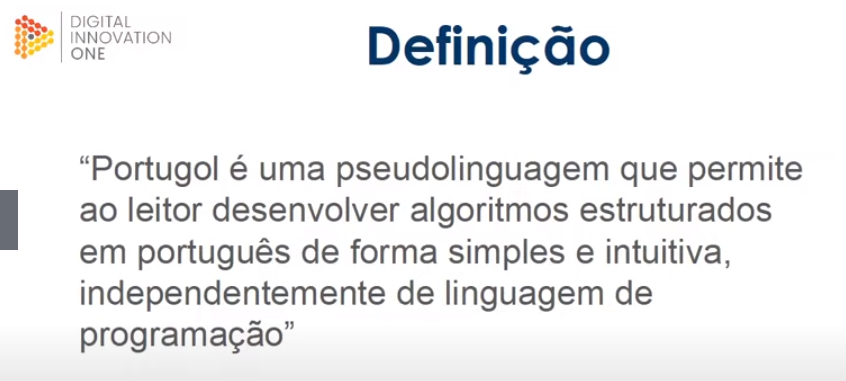 DIGITAL
INNOVATION
ONE
Definição
“Portugol é uma pseudolinguagem que permite
ao leitor desenvolver algoritmos estruturados
em português de forma simples e intuitiva,
independentemente de linguagem de
programação”